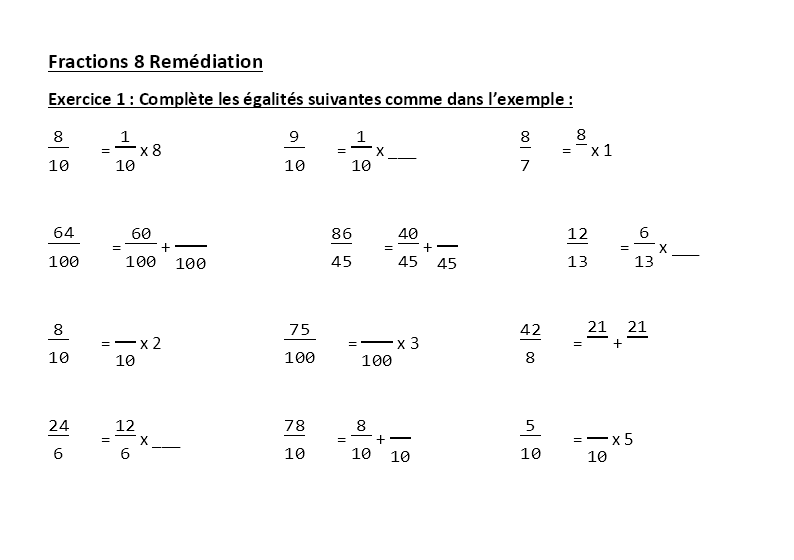 Fractions 8 Remédiation
Exercice 1 : Complète les égalités suivantes comme dans l'exemple :
8/10 = 1/10 x 8   9/10 = 1/10 x ___   8/7 = 8/ x 1
64/100 = 60/100 + /100   86/45 = 40/45 + /45   12/13 = 6/13 x ___
8/10 = /10 x 2   75/100 = /100 x 3   42/8 = 21/ + 21/
24/6 = 12/6 x ___   78/10 = 8/10 + /10   5/10 = /10 x 5